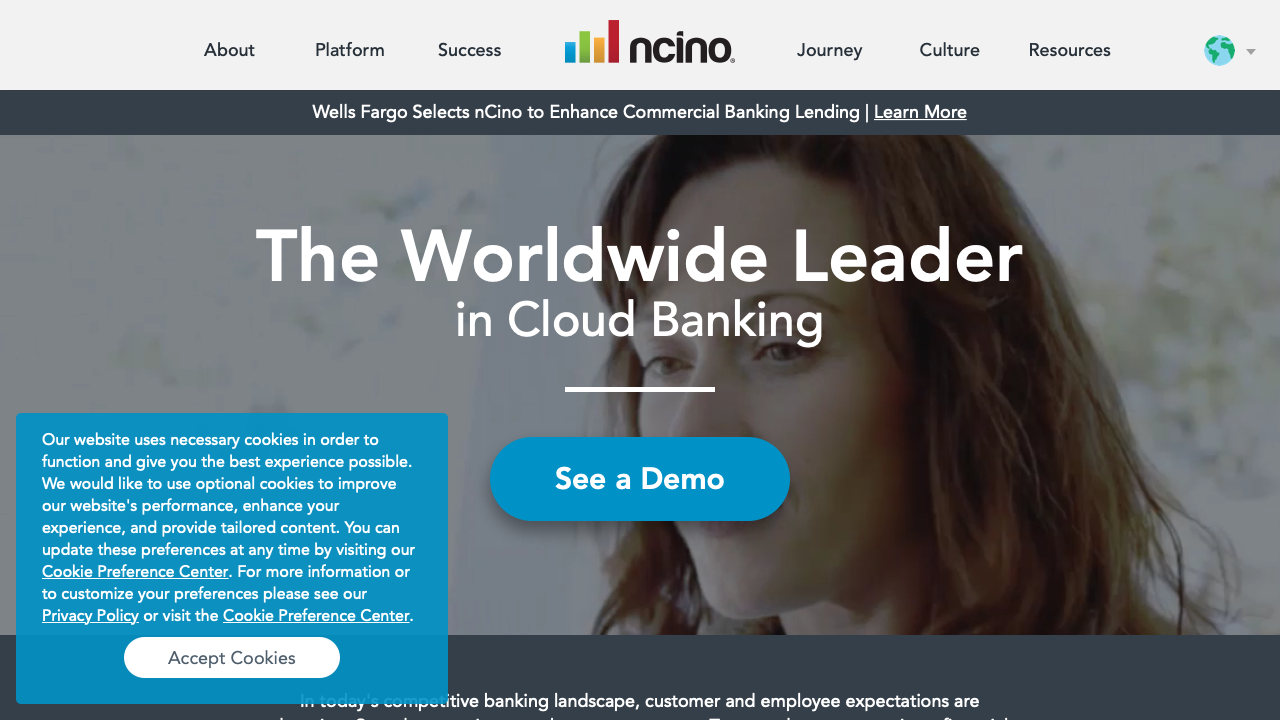 About
Platform
Success
ncino
Journey
Culture
Resources
Wells Fargo Selects nCino to Enhance Commercial Banking Lending | Learn More
The Worldwide Leader
in Cloud Banking
See a Demo
Our website uses necessary cookies in order to
function and give you the best experience possible.
We would like to use optional cookies to improve
our website's performance, enhance your
experience, and provide tailored content. You can
update these preferences at any time by visiting our
Cookie Preference Center. For more information or
to customize your preferences please see our
Privacy Policy or visit the Cookie Preference Center.
Accept Cookies
In today's competitive banking landscape, customer and employee expectations are